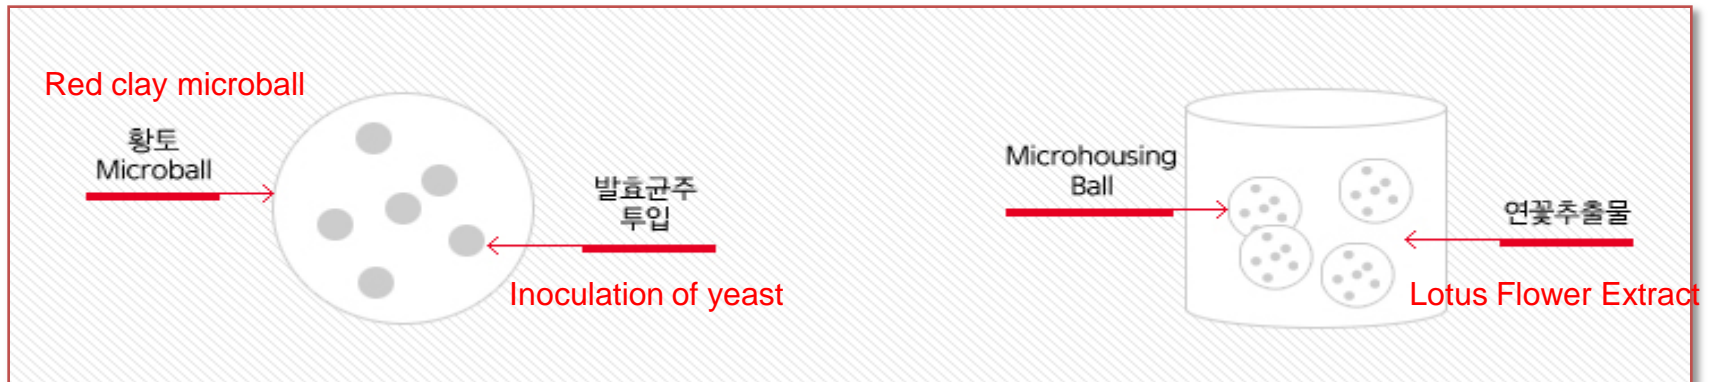 Red clay microball
황토
Microball
발효균주
투입
Inoculation of yeast
Microhousing
Ball
연꽃추출물
Lotus Flower Extract